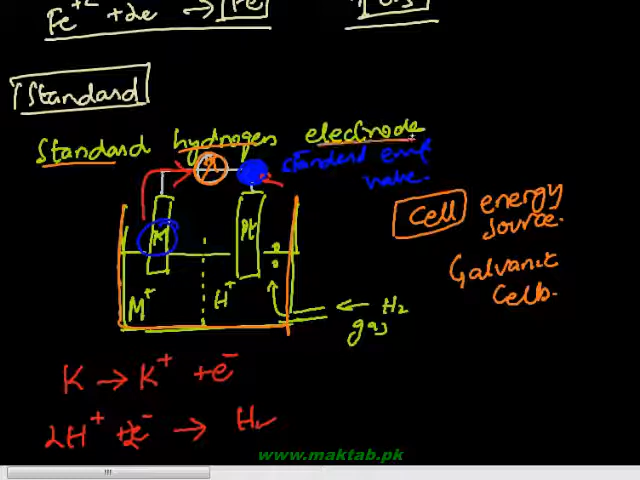 Fe⁺² + 2e → Fe
Standard
Standard hydrogen electrode
standard emf
value.
Cell energy
source.
Galvanic
Cells.
M
Pt
M⁺
H⁺
← H₂
gas
K → K⁺ + e⁻
2H⁺ + 2e⁻ → H₂
www.maktab.pk